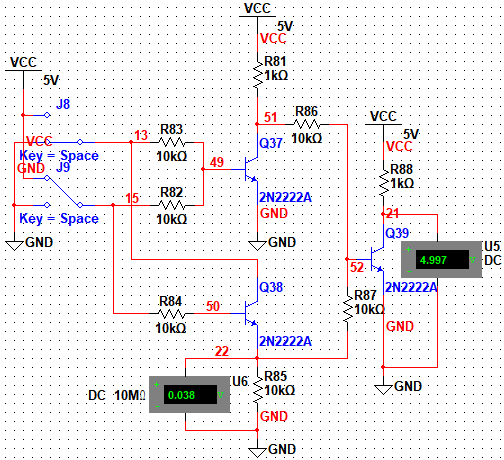 VCC
5V
VCC
R81
1kΩ
VCC
5V
J8
51
R86
10kΩ
VCC
5V
VCC
13
R83
10kΩ
Q37
VCC
Key = Space
GND
J9
49
R88
1kΩ
15
R82
10kΩ
2N2222A
GND
21
Key = Space
GND
GND
Q39
U5
4.997
DC
52
Q38
2N2222A
R84
10kΩ
50
R87
10kΩ
GND
2N2222A
22
U6
DC 10MΩ
0.038
R85
10kΩ
GND
GND
GND